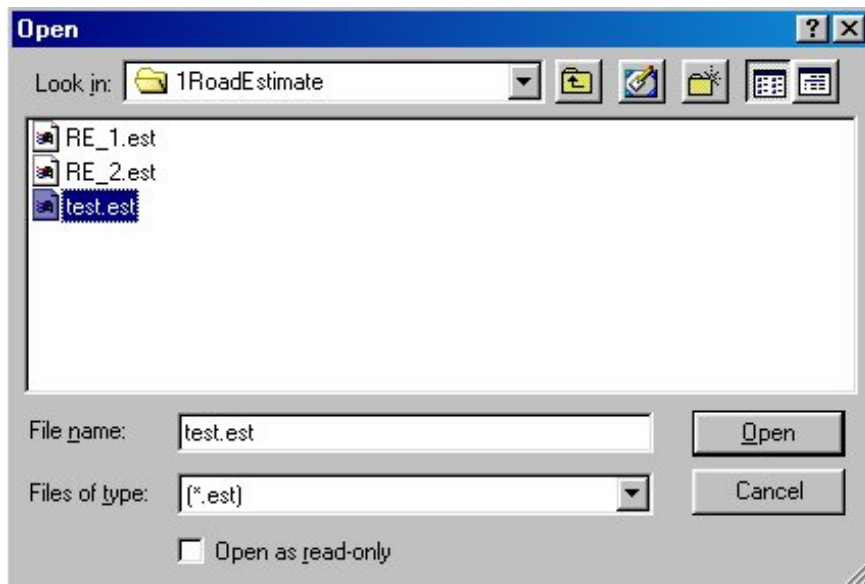 Open
Look in: 1RoadEstimate
RE_1.est
RE_2.est
test.est
File name: test.est Open
Files of type: (*.est) Cancel
Open as read-only